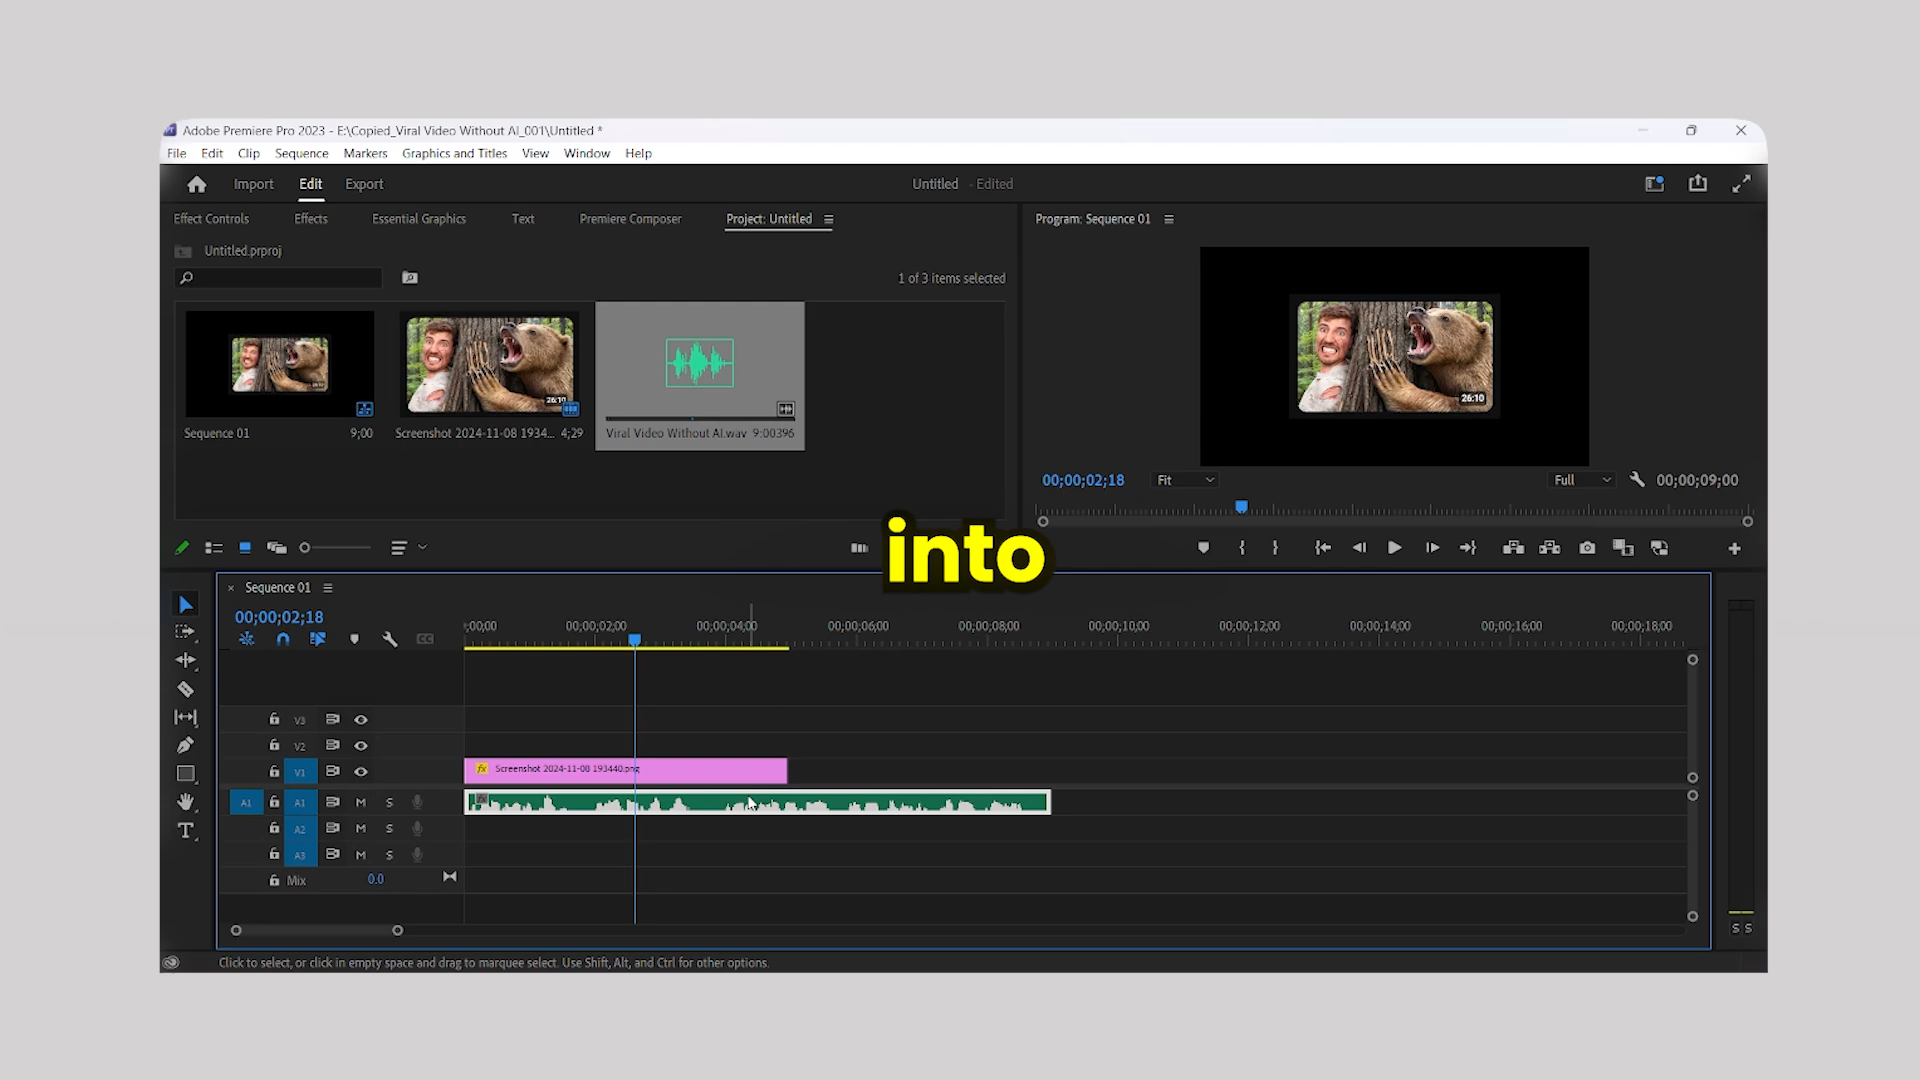 Adobe Premiere Pro 2023 - E:\Copied_Viral Video Without AI_001\Untitled *
File Edit Clip Sequence Markers Graphics and Titles View Window Help
Import Edit Export
Untitled - Edited
Effect Controls Effects Essential Graphics Text Premiere Composer Project: Untitled
Program: Sequence 01
Untitled.prproj
1 of 3 items selected
26:10
26:10
Sequence 01 9;00
Screenshot 2024-11-08 1934... 4;29
Viral Video Without AI.wav 9:00396
00;00;02;18 Fit Full 00;00;09;00
into
Sequence 01
00;00;02;18
;00;00 00;00;02;00 00;00;04;00 00;00;06;00 00;00;08;00 00;00;10;00 00;00;12;00 00;00;14;00 00;00;16;00 00;00;18;00
CC
V3
V2
V1
fx Screenshot 2024-11-08 193440.png
A1 A1 M S
fx
A2 M S
A3 M S
Mix 0.0
S S
Click to select, or click in empty space and drag to marquee select. Use Shift, Alt, and Ctrl for other options.